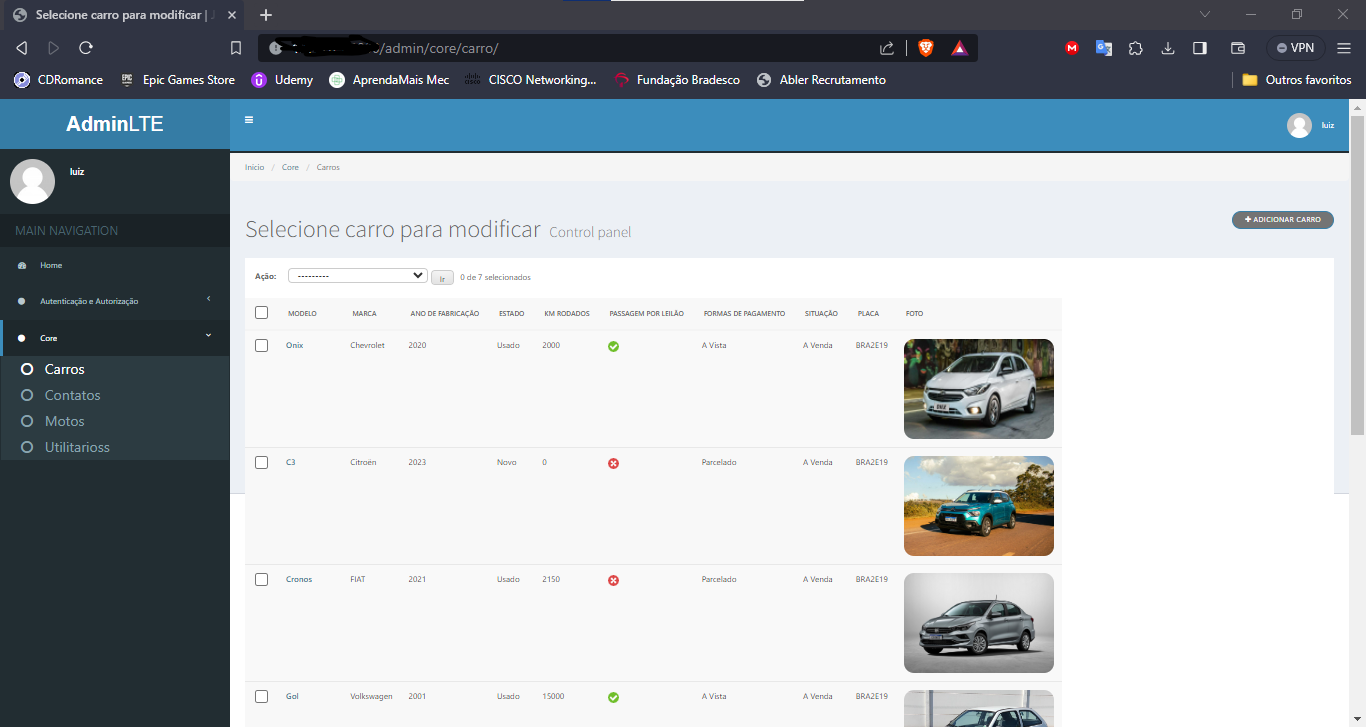 Selecione carro para modificar | J
/admin/core/carro/
VPN
CDRomance
EPIC GAMES
Epic Games Store
Udemy
AprendaMais Mec
CISCO Networking...
Fundação Bradesco
Abler Recrutamento
Outros favoritos
AdminLTE
luiz
luiz
MAIN NAVIGATION
Home
Autenticação e Autorização
Core
Carros
Contatos
Motos
Utilitarioss
Início / Core / Carros
Selecione carro para modificar Control panel
ADICIONAR CARRO
Ação: --------- Ir 0 de 7 selecionados
MODELO MARCA ANO DE FABRICAÇÃO ESTADO KM RODADOS PASSAGEM POR LEILÃO FORMAS DE PAGAMENTO SITUAÇÃO PLACA FOTO
Onix Chevrolet 2020 Usado 2000 A Vista A Venda BRA2E19
C3 Citroën 2023 Novo 0 Parcelado A Venda BRA2E19
Cronos FIAT 2021 Usado 2150 Parcelado A Venda BRA2E19
Gol Volkswagen 2001 Usado 15000 A Vista A Venda BRA2E19